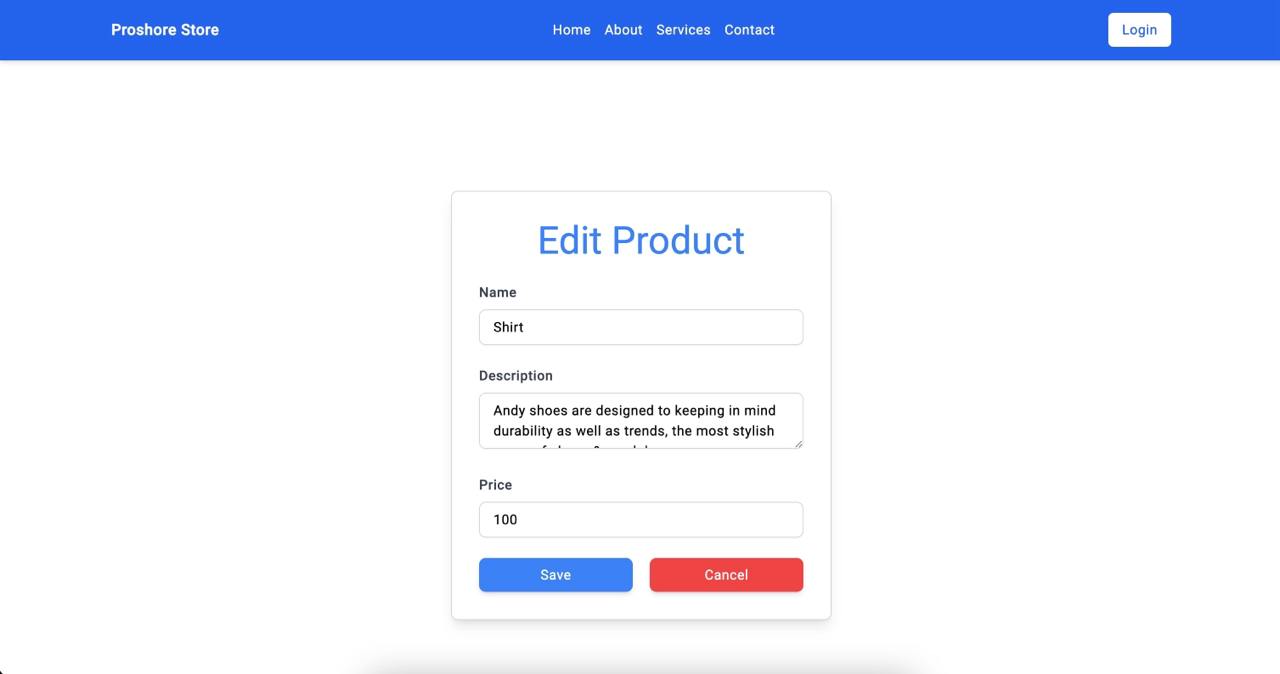 Proshore Store
Home About Services Contact
Login
Edit Product
Name
Shirt
Description
Andy shoes are designed to keeping in mind
durability as well as trends, the most stylish
Price
100
Save Cancel